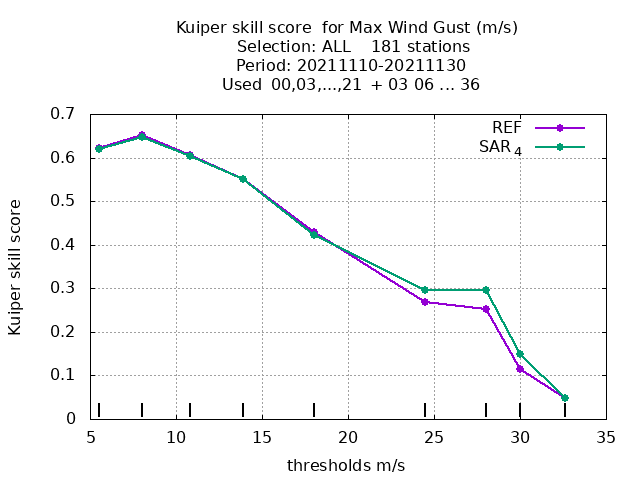 Kuiper skill score  for Max Wind Gust (m/s)
Selection: ALL    181 stations
Period: 20211110-20211130
Used  00,03,...,21  + 03 06 ... 36
0.7
0.6
0.5
0.4
0.3
0.2
0.1
0
Kuiper skill score
REF
SAR4
5 10 15 20 25 30 35
thresholds m/s